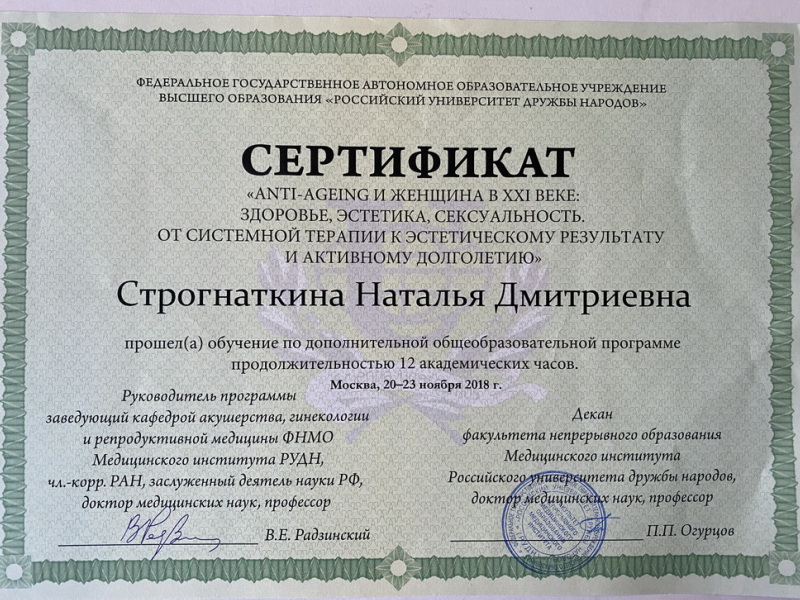 ФЕДЕРАЛЬНОЕ ГОСУДАРСТВЕННОЕ АВТОНОМНОЕ ОБРАЗОВАТЕЛЬНОЕ УЧРЕЖДЕНИЕ
ВЫСШЕГО ОБРАЗОВАНИЯ «РОССИЙСКИЙ УНИВЕРСИТЕТ ДРУЖБЫ НАРОДОВ»
СЕРТИФИКАТ
«ANTI-AGEING И ЖЕНЩИНА В XXI ВЕКЕ:
ЗДОРОВЬЕ, ЭСТЕТИКА, СЕКСУАЛЬНОСТЬ.
ОТ СИСТЕМНОЙ ТЕРАПИИ К ЭСТЕТИЧЕСКОМУ РЕЗУЛЬТАТУ
И АКТИВНОМУ ДОЛГОЛЕТИЮ»
Строгнаткина Наталья Дмитриевна
прошел(а) обучение по дополнительной общеобразовательной программе
продолжительностью 12 академических часов.
Москва, 20–23 ноября 2018 г.
Руководитель программы
заведующий кафедрой акушерства, гинекологии
и репродуктивной медицины ФНМО
Медицинского института РУДН,
чл.-корр. РАН, заслуженный деятель науки РФ,
доктор медицинских наук, профессор
В.Е. Радзинский
Декан
факультета непрерывного образования
Медицинского института
Российского университета дружбы народов,
доктор медицинских наук, профессор
П.П. Огурцов